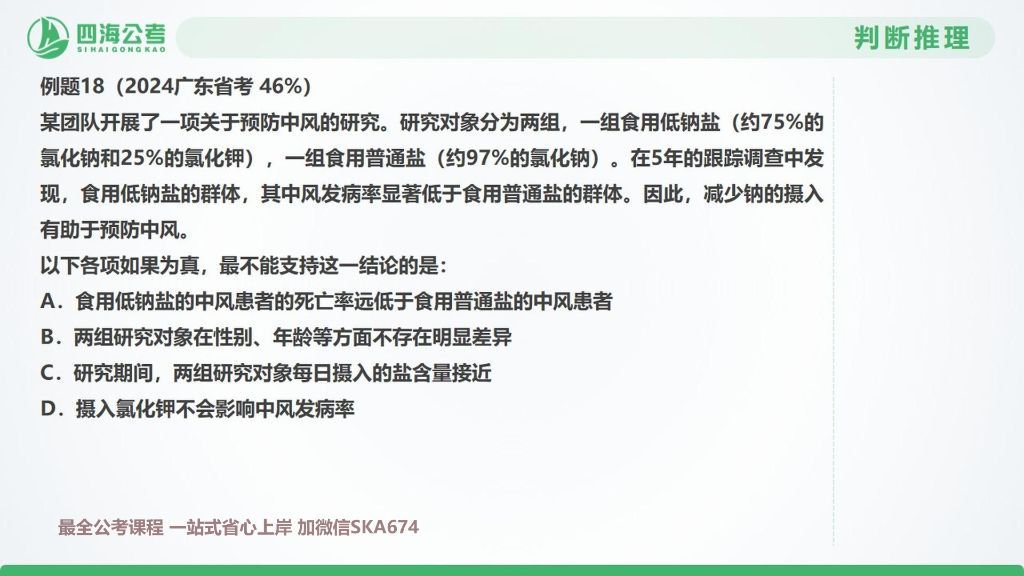 四海公考
SIHAIGONGKAO
判断推理
例题18（2024广东省考 46%）
某团队开展了一项关于预防中风的研究。研究对象分为两组，一组食用低钠盐（约75%的
氯化钠和25%的氯化钾），一组食用普通盐（约97%的氯化钠）。在5年的跟踪调查中发
现，食用低钠盐的群体，其中风发病率显著低于食用普通盐的群体。因此，减少钠的摄入
有助于预防中风。
以下各项如果为真，最不能支持这一结论的是：
A．食用低钠盐的中风患者的死亡率远低于食用普通盐的中风患者
B．两组研究对象在性别、年龄等方面不存在明显差异
C．研究期间，两组研究对象每日摄入的盐含量接近
D．摄入氯化钾不会影响中风发病率
最全公考课程 一站式省心上岸 加微信SKA674